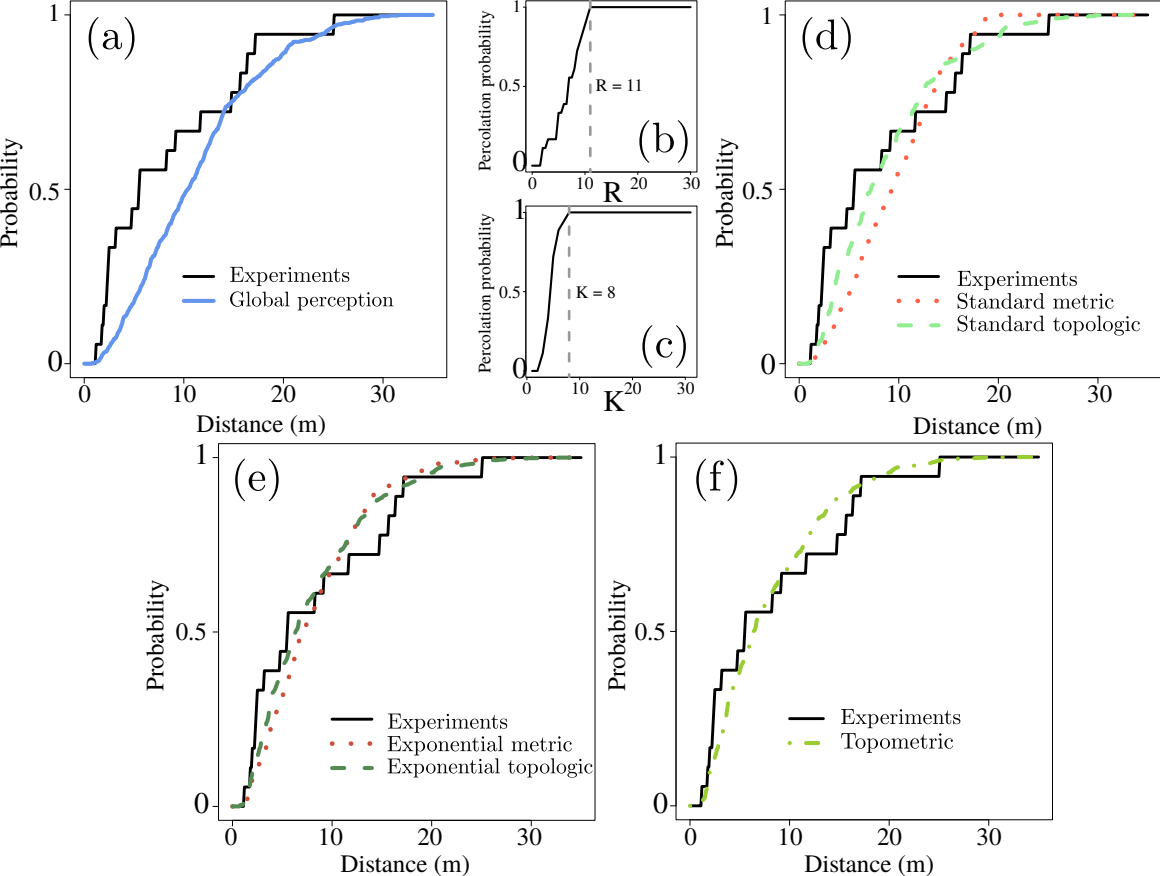 (a)
Probability
1
0.5
0
Experiments
Global perception
0 10 20 30
Distance (m)
(b)
Percolation probability
1
0.5
0
R = 11
0 10 20 30
R
(c)
Percolation probability
1
0.5
0
K = 8
0 10 20 30
K
(d)
Probability
1
0.5
0
Experiments
Standard metric
Standard topologic
0 10 20 30
Distance (m)
(e)
Probability
1
0.5
0
Experiments
Exponential metric
Exponential topologic
0 10 20 30
Distance (m)
(f)
Probability
1
0.5
0
Experiments
Topometric
0 10 20 30
Distance (m)